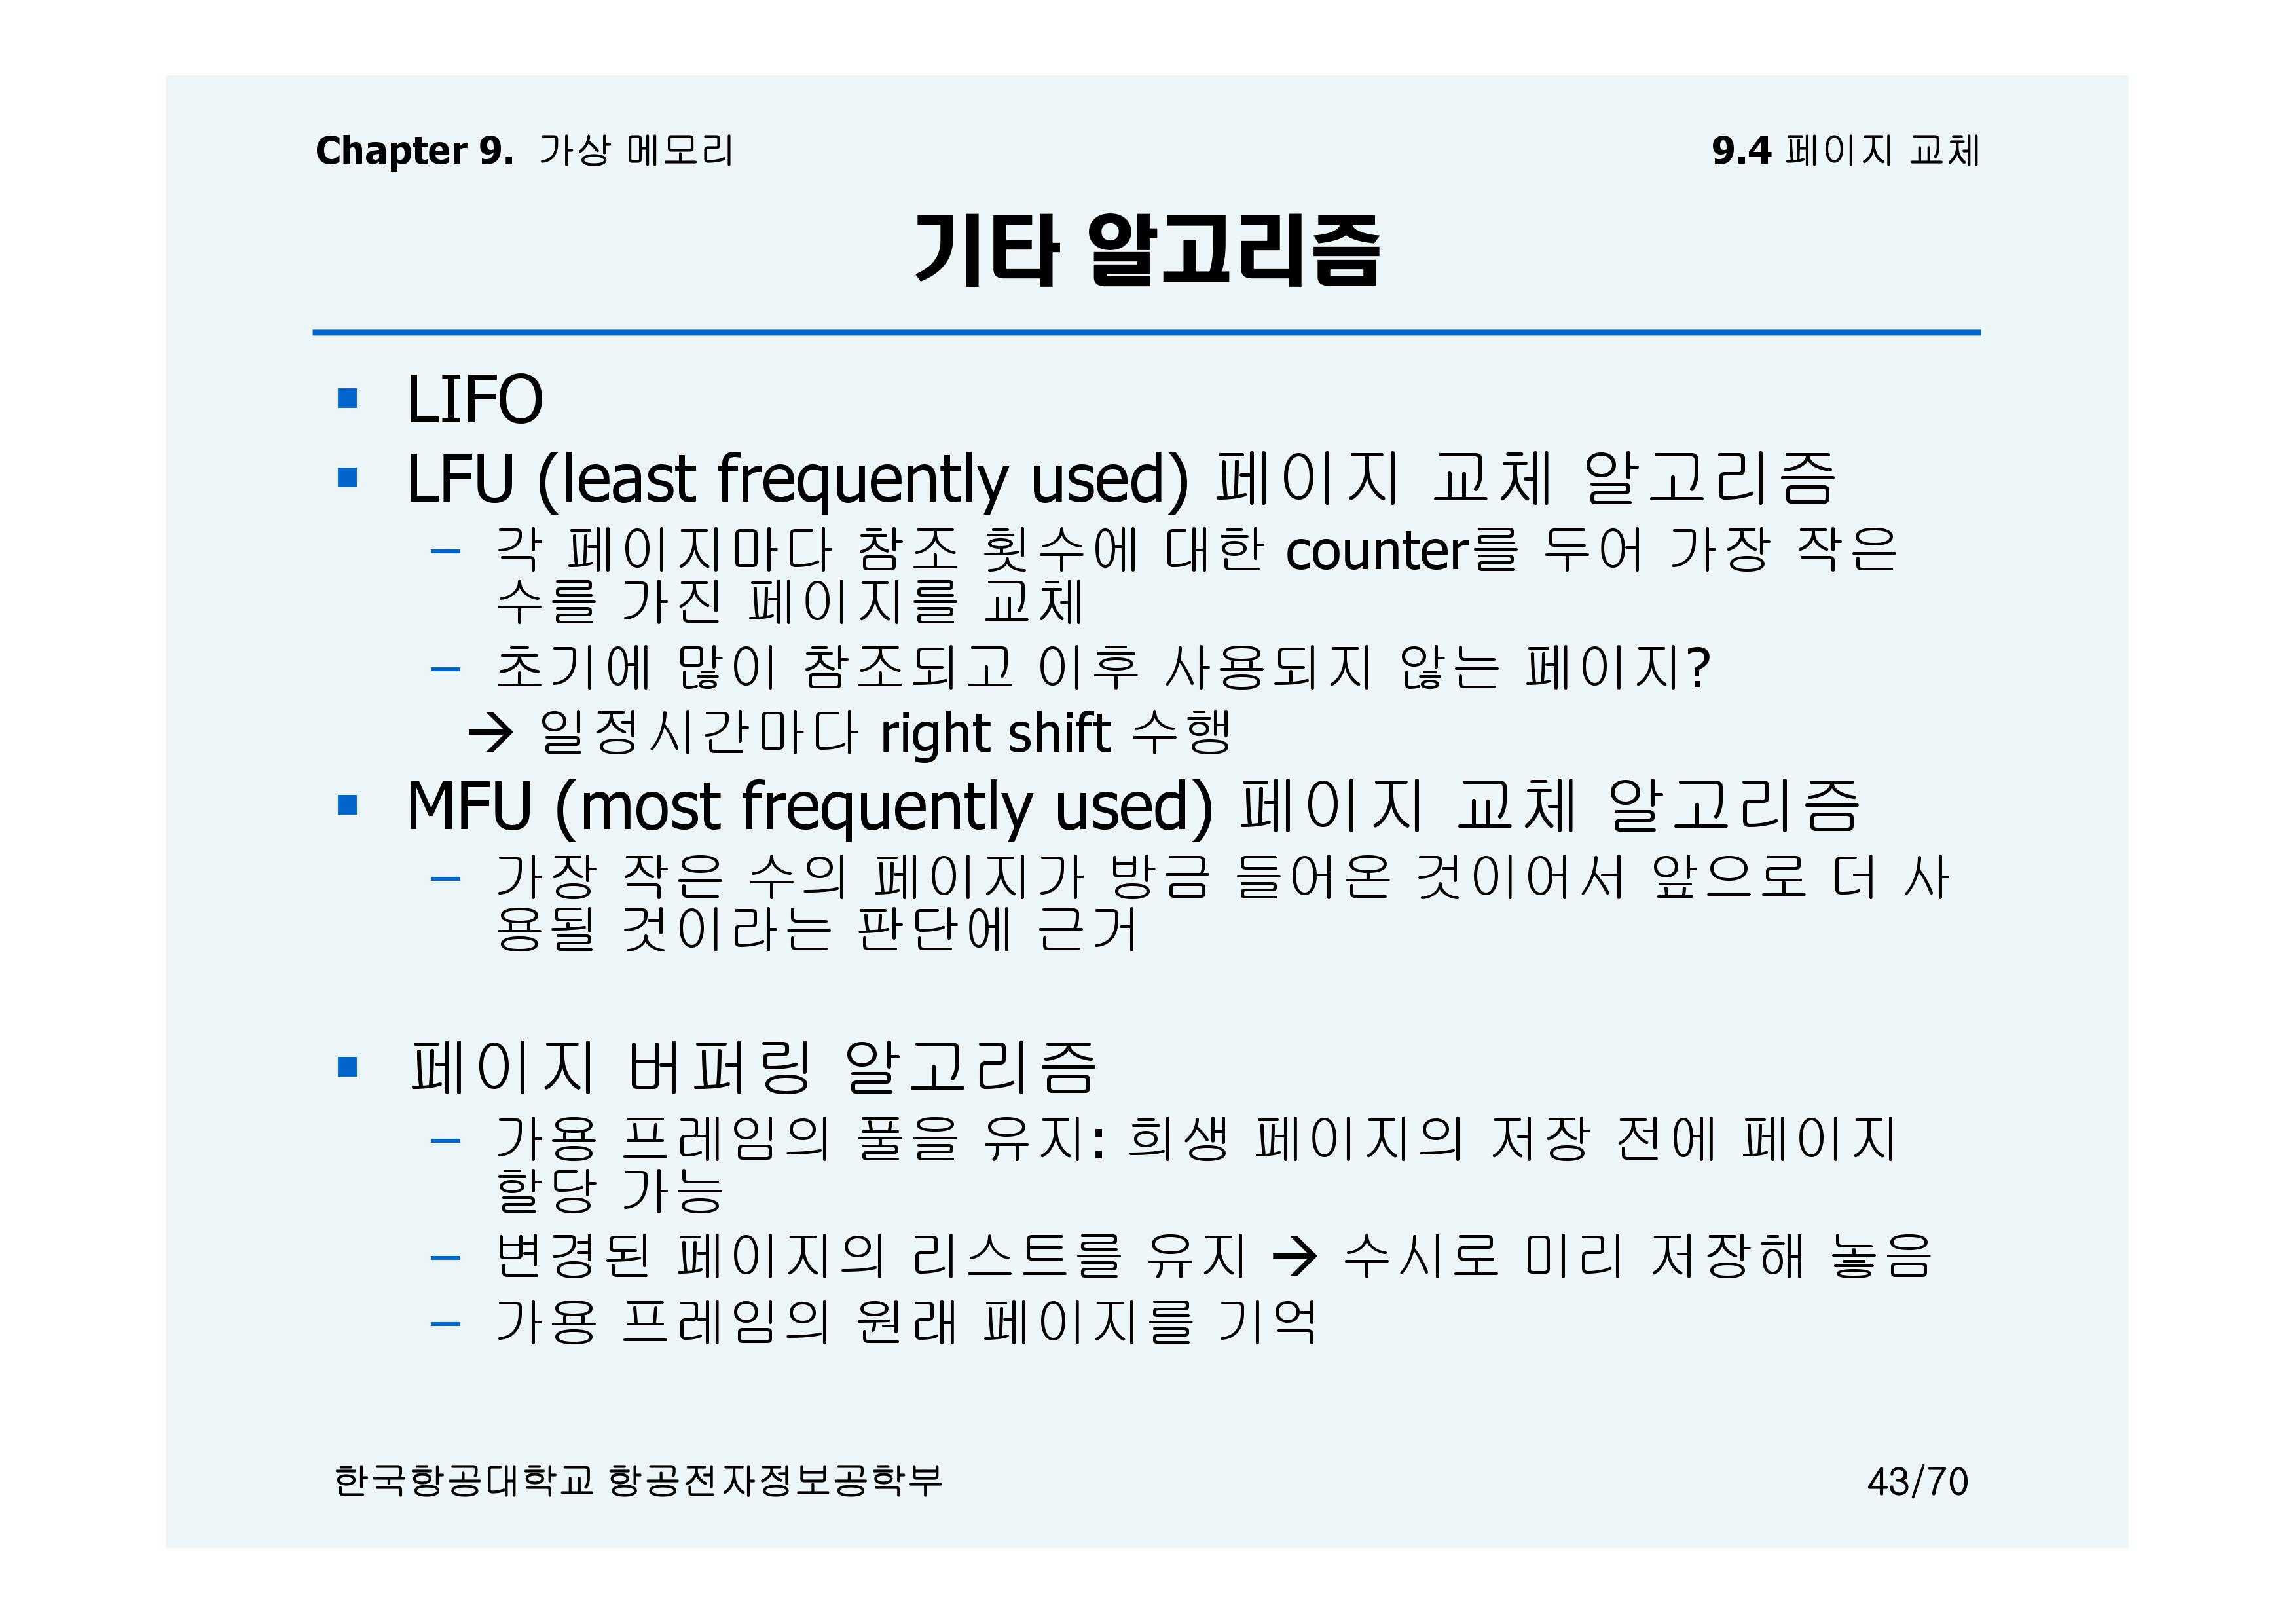 Chapter 9. 가상 메모리
9.4 페이지 교체
기타 알고리즘
▪ LIFO
▪ LFU (least frequently used) 페이지 교체 알고리즘
– 각 페이지마다 참조 횟수에 대한 counter를 두어 가장 작은
수를 가진 페이지를 교체
– 초기에 많이 참조되고 이후 사용되지 않는 페이지?
→ 일정시간마다 right shift 수행
▪ MFU (most frequently used) 페이지 교체 알고리즘
– 가장 작은 수의 페이지가 방금 들어온 것이어서 앞으로 더 사
용될 것이라는 판단에 근거
▪ 페이지 버퍼링 알고리즘
– 가용 프레임의 풀을 유지: 희생 페이지의 저장 전에 페이지
할당 가능
– 변경된 페이지의 리스트를 유지 → 수시로 미리 저장해 놓음
– 가용 프레임의 원래 페이지를 기억
한국항공대학교 항공전자정보공학부
43/70